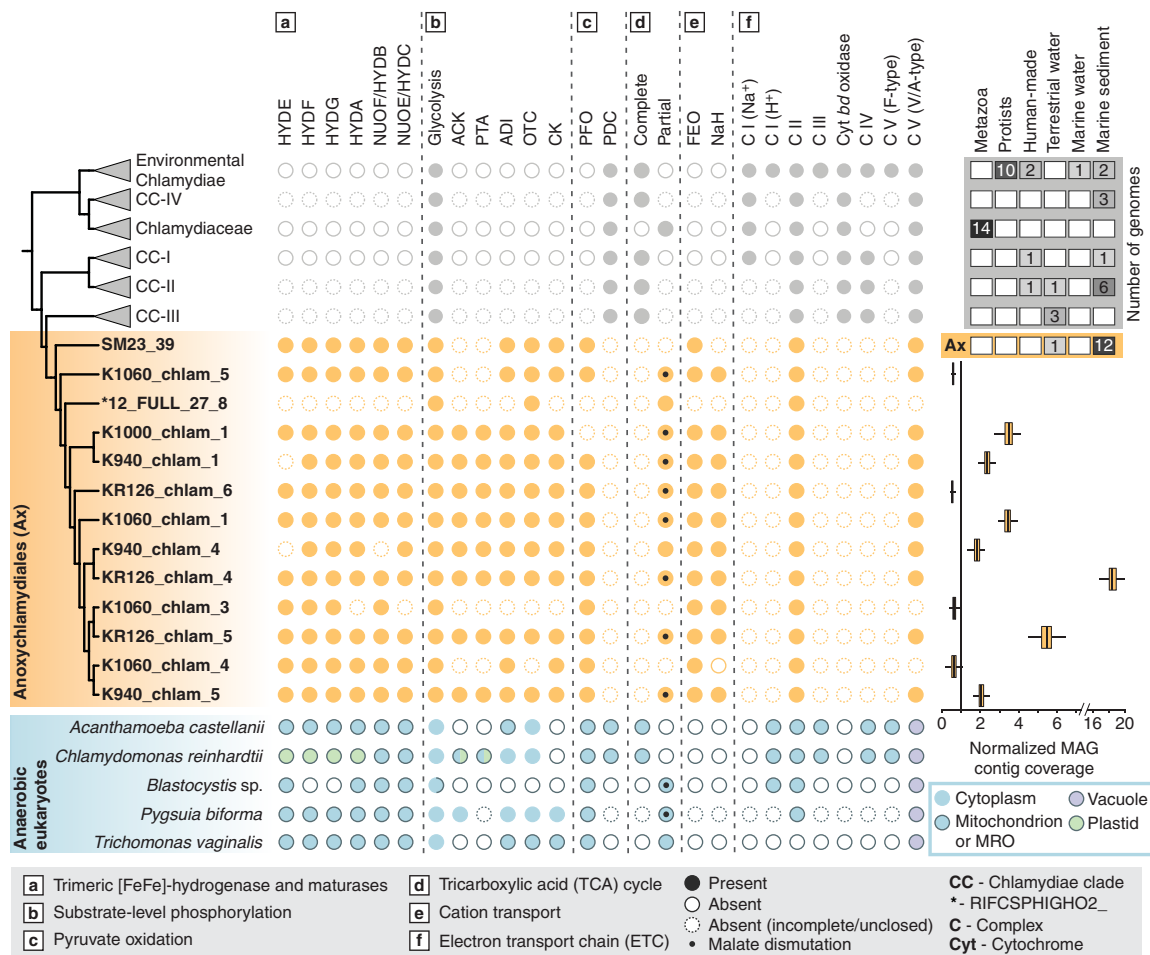 a b c d e f
HYDE
HYDF
HYDG
HYDA
NUOF/HYDB
NUOE/HYDC
Glycolysis
ACK
PTA
ADI
OTC
CK
PFO
PDC
Complete
Partial
FEO
NaH
C I (Na⁺)
C I (H⁺)
C II
C III
Cyt bd oxidase
C IV
C V (F-type)
C V (V/A-type)
Metazoa
Protists
Human-made
Terrestrial water
Marine water
Marine sediment
Environmental
Chlamydiae
10 2 1 2
CC-IV
3
Chlamydiaceae
14
CC-I
1 1
CC-II
1 1 6
CC-III
3
Number of genomes
SM23_39
Ax 1 12
K1060_chlam_5
*12_FULL_27_8
K1000_chlam_1
K940_chlam_1
KR126_chlam_6
K1060_chlam_1
K940_chlam_4
KR126_chlam_4
K1060_chlam_3
KR126_chlam_5
K1060_chlam_4
K940_chlam_5
Anoxychlamydiales (Ax)
0 2 4 6 16 20
Normalized MAG
contig coverage
Acanthamoeba castellanii
Chlamydomonas reinhardtii
Blastocystis sp.
Pygsuia biforma
Trichomonas vaginalis
Anaerobic
eukaryotes
Cytoplasm
Vacuole
Mitochondrion
or MRO
Plastid
a Trimeric [FeFe]-hydrogenase and maturases
b Substrate-level phosphorylation
c Pyruvate oxidation
d Tricarboxylic acid (TCA) cycle
e Cation transport
f Electron transport chain (ETC)
Present
Absent
Absent (incomplete/unclosed)
Malate dismutation
CC - Chlamydiae clade
* - RIFCSPHIGHO2_
C - Complex
Cyt - Cytochrome